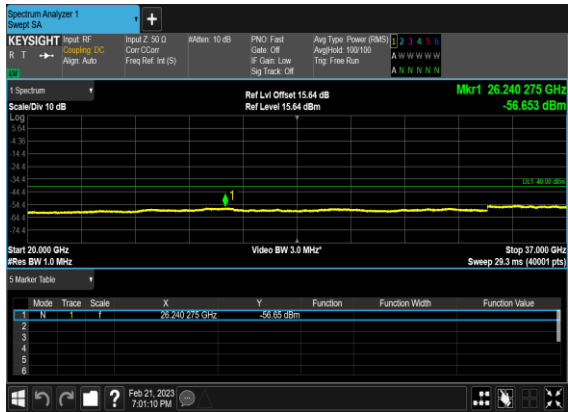 Spectrum Analyzer 1
Swept SA
+
KEYSIGHT Input: RF Input Z: 50 Ω #Atten: 10 dB PNO: Fast Avg Type: Power (RMS) 1 2 3 4 5 6
R T Coupling: DC Corr CCorr Gate: Off Avg|Hold: 100/100 A W W W W W
Align: Auto Freq Ref: Int (S) IF Gain: Low Trig: Free Run
Sig Track: Off A N N N N N
LXI
1 Spectrum Ref Lvl Offset 15.64 dB Mkr1 26.240 275 GHz
Scale/Div 10 dB Ref Level 15.64 dBm -56.653 dBm
Log
5.64
-4.36
-14.4
-24.4
-34.4 DL1 -40.00 dBm
-44.4
1
-54.4
-64.4
-74.4
Start 20.000 GHz Video BW 3.0 MHz* Stop 37.000 GHz
#Res BW 1.0 MHz Sweep 29.3 ms (40001 pts)
5 Marker Table
Mode Trace Scale X Y Function Function Width Function Value
1 N 1 f 26.240 275 GHz -56.65 dBm
2
3
4
5
6
? Feb 21, 2023
7:01:10 PM